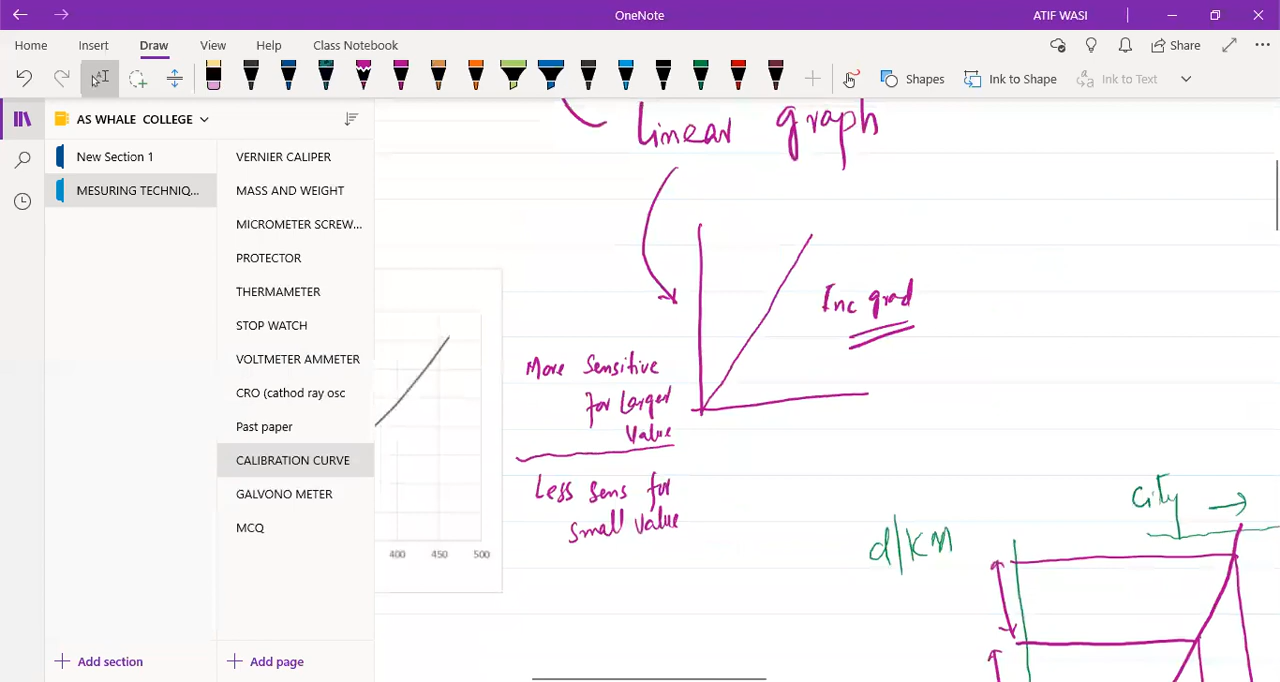 OneNote
ATIF WASI
Home
Insert
Draw
View
Help
Class Notebook
Share
Shapes
Ink to Shape
Ink to Text
AS WHALE COLLEGE
New Section 1
MESURING TECHNIQ...
VERNIER CALIPER
MASS AND WEIGHT
MICROMETER SCREW...
PROTECTOR
THERMAMETER
STOP WATCH
VOLTMETER AMMETER
CRO (cathod ray osc
Past paper
CALIBRATION CURVE
GALVONO METER
MCQ
Add section
Add page
linear graph
Inc grad
More Sensitive
for Larger
Value
Less sens for
small value
400 450 500
City
d/KM